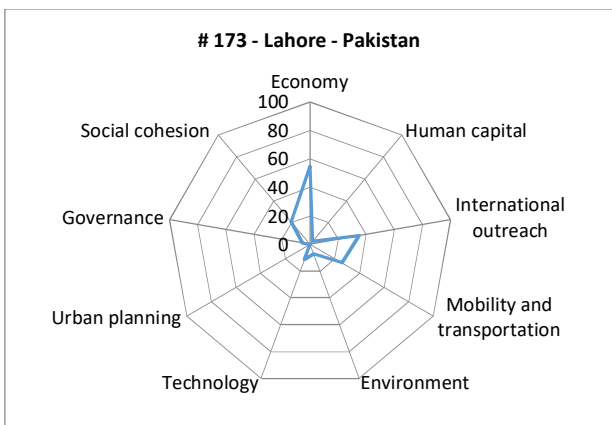 # 173 - Lahore - Pakistan
Economy
100
80
60
40
20
0
Human capital
International
outreach
Mobility and
transportation
Environment
Technology
Urban planning
Governance
Social cohesion